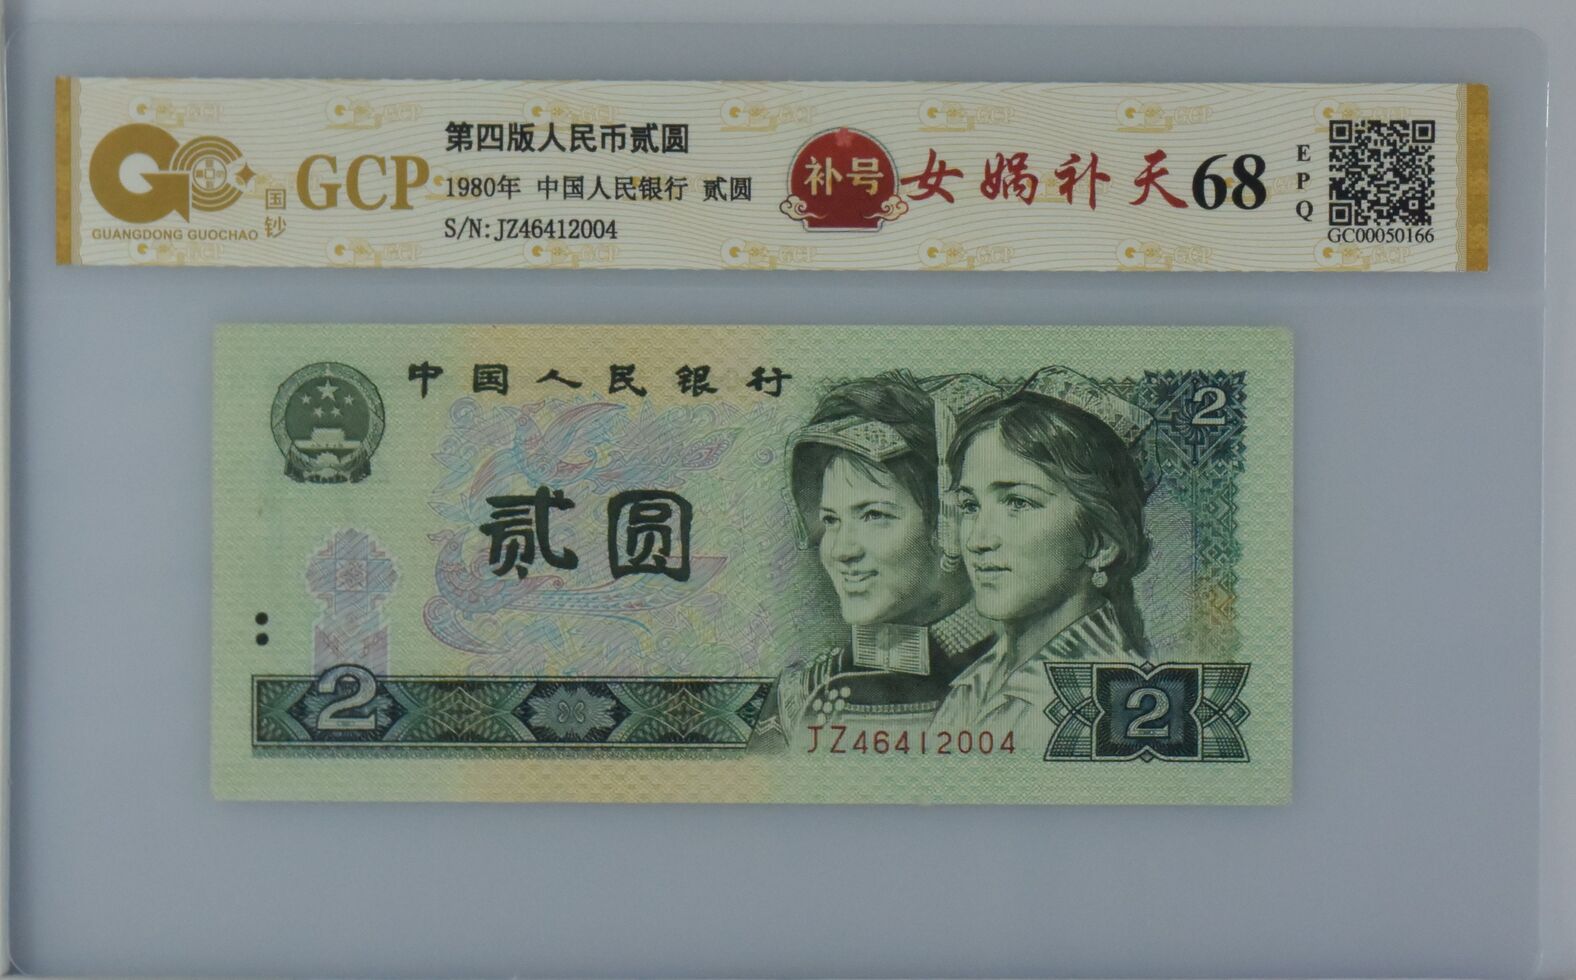 GCP
GUANGDONG GUOCHAO
国钞
第四版人民币贰圆
1980年 中国人民银行 贰圆
S/N:JZ46412004
补号
女娲补天
68
EPQ
GC00050166
中国人民银行
2
贰圆
2
JZ46412004
2